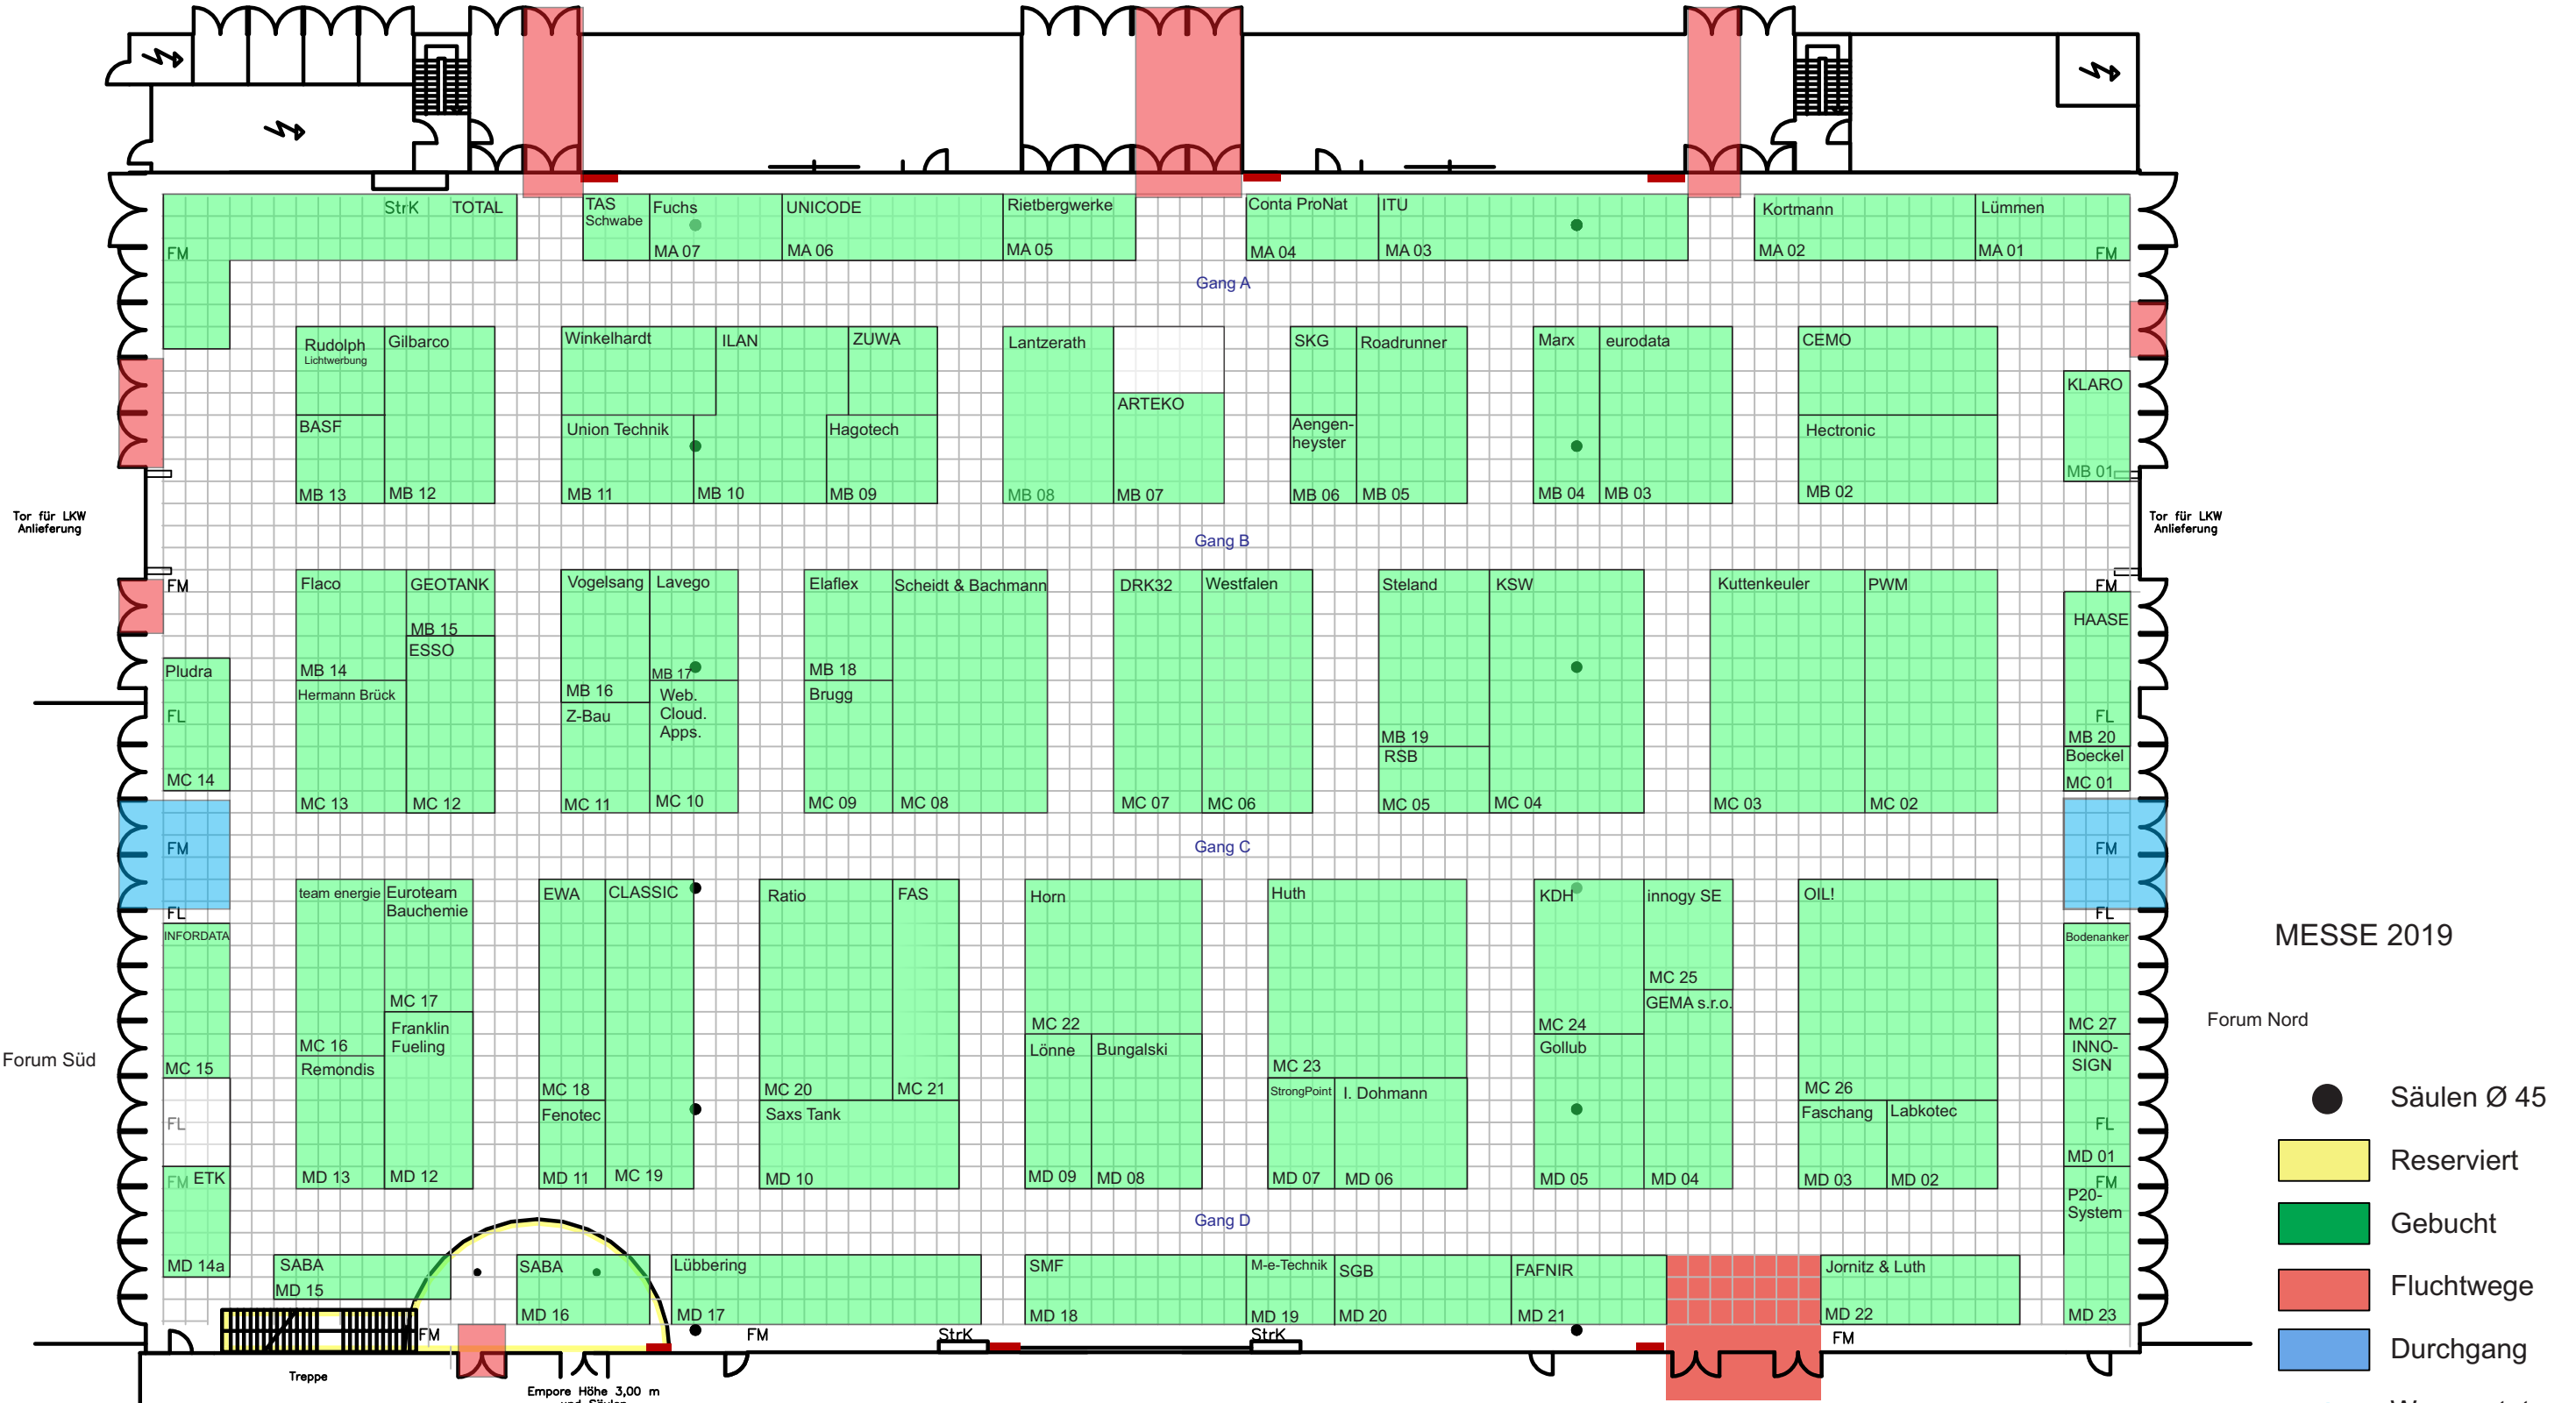 StrK TOTAL
FM
TAS
Schwabe
Fuchs
MA 07
UNICODE
MA 06
Rietbergwerke
MA 05
Conta ProNat
MA 04
ITU
MA 03
Kortmann
MA 02
Lümmen
MA 01
FM
Gang A
Rudolph
Lichtwerbung
Gilbarco
BASF
MB 13
MB 12
Winkelhardt
ILAN
ZUWA
Union Technik
Hagotech
MB 11
MB 10
MB 09
Lantzerath
MB 08
ARTEKO
MB 07
SKG
Roadrunner
Aengen-
heyster
MB 06
MB 05
Marx
eurodata
MB 04
MB 03
CEMO
Hectronic
MB 02
KLARO
MB 01
Tor für LKW
Anlieferung
Tor für LKW
Anlieferung
Gang B
FM
Flaco
MB 14
GEOTANK
MB 15
ESSO
Hermann Brück
MC 13
MC 12
Vogelsang
MB 16
Lavego
MB 17
Z-Bau
MC 11
Web.
Cloud.
Apps.
MC 10
Elaflex
MB 18
Scheidt & Bachmann
Brugg
MC 09
MC 08
DRK32
MC 07
Westfalen
MC 06
Steland
MB 19
KSW
RSB
MC 05
MC 04
Kuttenkeuler
MC 03
PWM
MC 02
FM
HAASE
FL
MB 20
Boeckel
MC 01
Pludra
FL
MC 14
FM
Gang C
FM
FL
FL
INFORDATA
MC 15
FL
FM ETK
MD 14a
team energie
MC 16
Euroteam
Bauchemie
MC 17
Remondis
MD 13
Franklin
Fueling
MD 12
EWA
MC 18
CLASSIC
Fenotec
MD 11
MC 19
Ratio
MC 20
FAS
MC 21
Saxs Tank
MD 10
Horn
MC 22
Lönne
MD 09
Bungalski
MD 08
Huth
MC 23
StrongPoint
MD 07
I. Dohmann
MD 06
KDH
MC 24
innogy SE
MC 25
GEMA s.r.o.
Gollub
MD 05
MD 04
OIL!
MC 26
Faschang
MD 03
Labkotec
MD 02
Bodenanker
MC 27
INNO-
SIGN
FL
MD 01
FM
P20-
System
MD 23
Forum Süd
Gang D
SABA
MD 15
SABA
MD 16
Lübbering
MD 17
SMF
MD 18
M-e-Technik
MD 19
SGB
MD 20
FAFNIR
MD 21
Jornitz & Luth
MD 22
FM
FM
StrK
StrK
FM
Treppe
Empore Höhe 3,00 m
und Säulen
MESSE 2019
Forum Nord
Säulen Ø 45
Reserviert
Gebucht
Fluchtwege
Durchgang